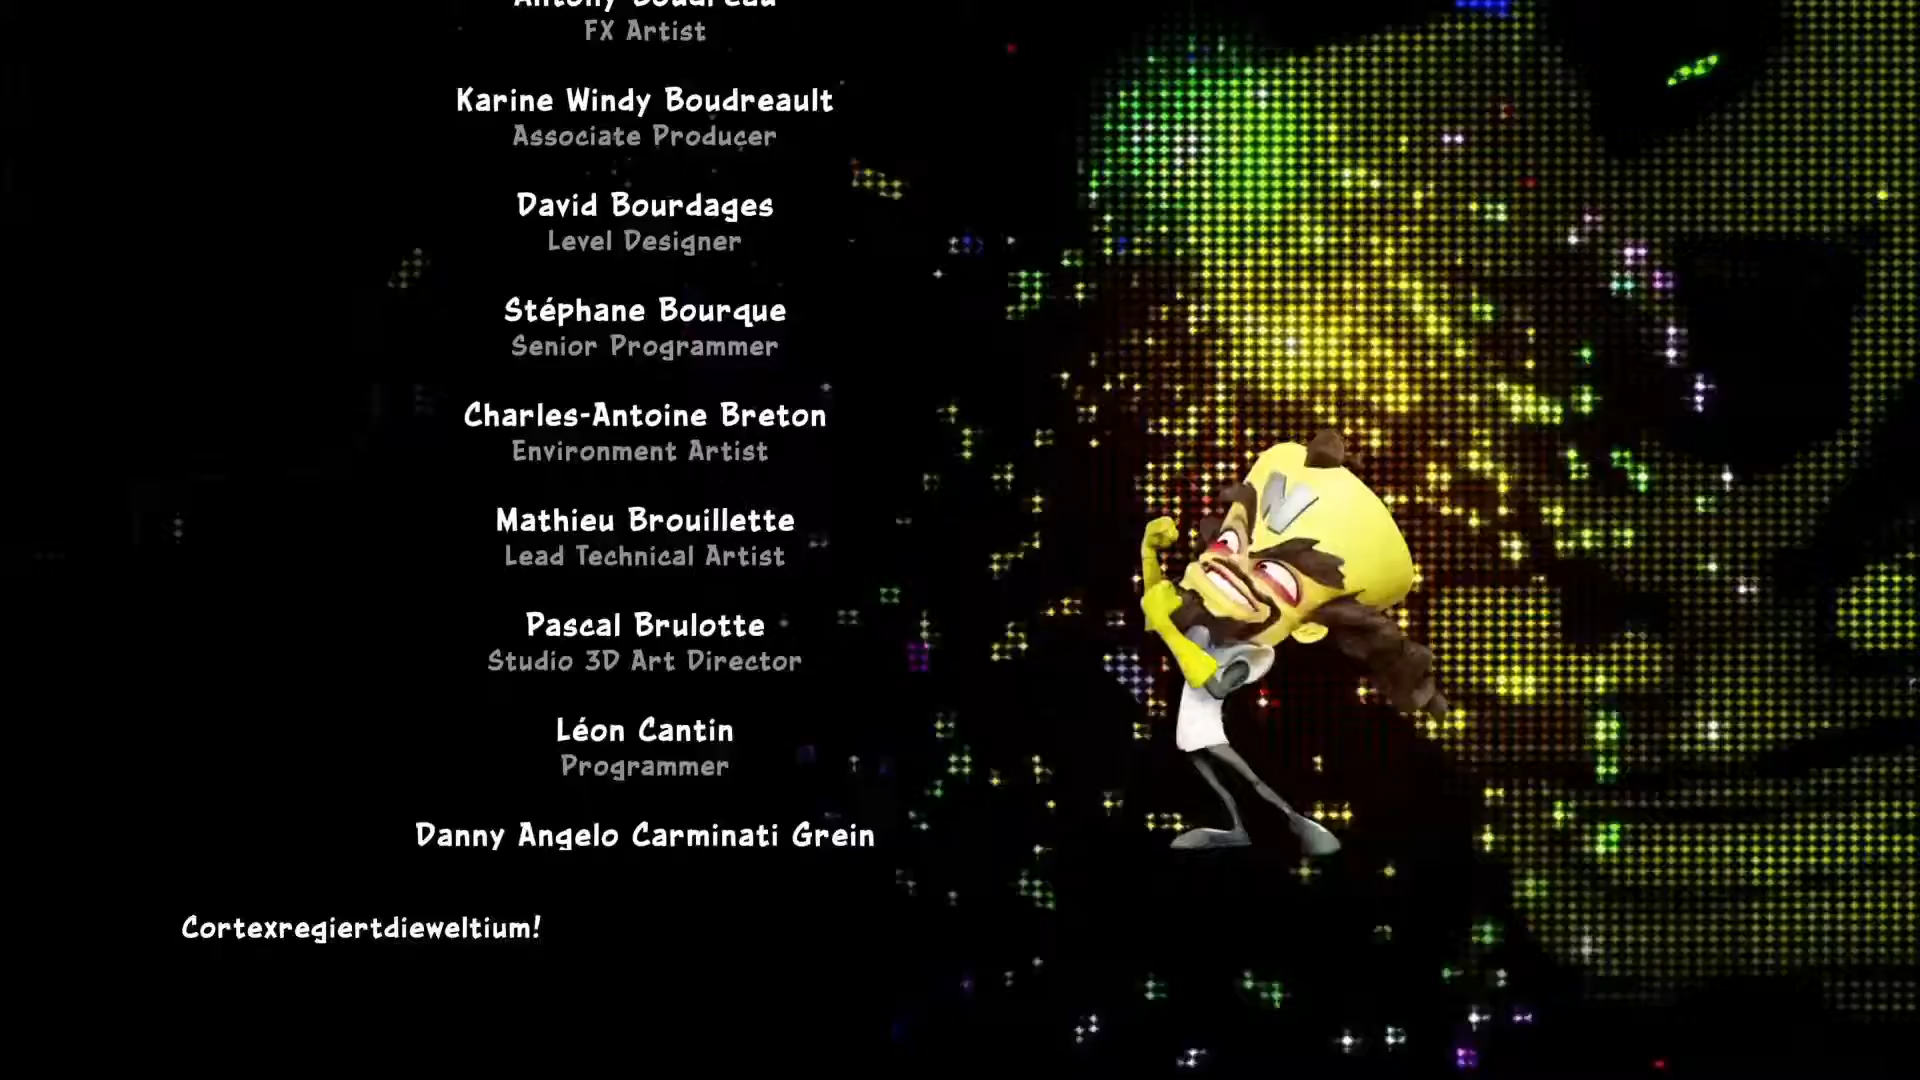 Antony Boudreau
FX Artist
Karine Windy Boudreault
Associate Producer
David Bourdages
Level Designer
Stéphane Bourque
Senior Programmer
Charles-Antoine Breton
Environment Artist
Mathieu Brouillette
Lead Technical Artist
Pascal Brulotte
Studio 3D Art Director
Léon Cantin
Programmer
Danny Angelo Carminati Grein
Cortexregiertdieweltium!
N